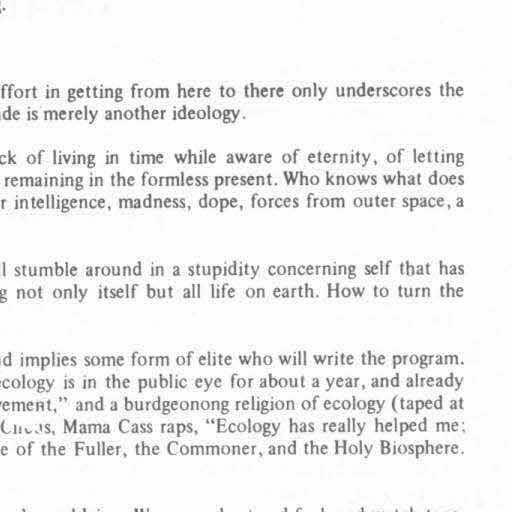 ffort in getting from here to there only underscores the
de is merely another ideology.
ck of living in time while aware of eternity, of letting
remaining in the formless present. Who knows what does
r intelligence, madness, dope, forces from outer space, a
l stumble around in a stupidity concerning self that has
g not only itself but all life on earth. How to turn the
d implies some form of elite who will write the program.
ecology is in the public eye for about a year, and already
vement," and a burdgeonong religion of ecology (taped at
Mama Cass raps, "Ecology has really helped me;
e of the Fuller, the Commoner, and the Holy Biosphere.